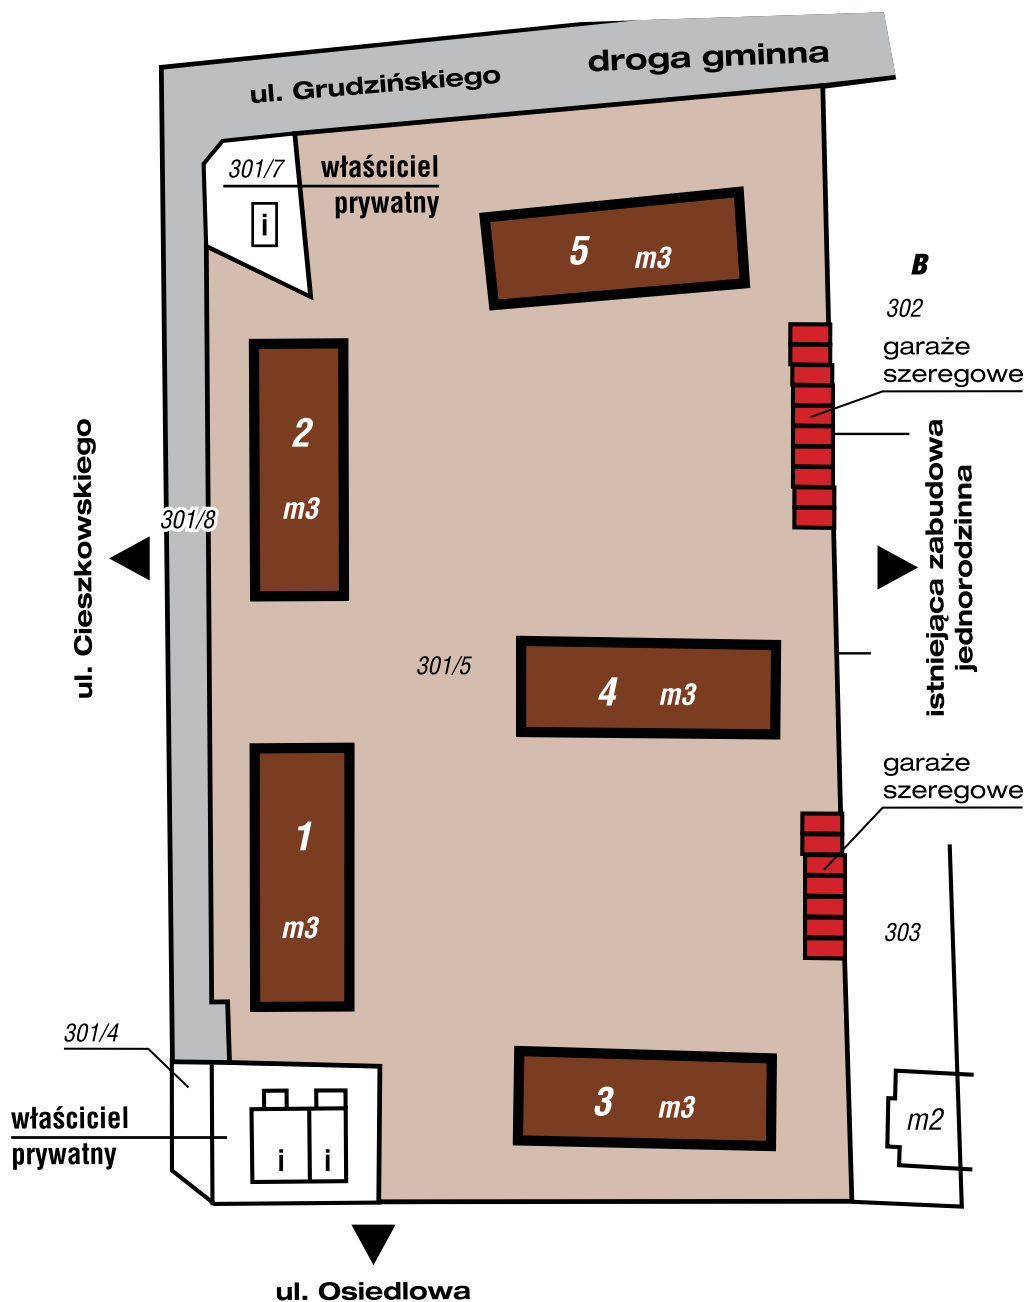 droga gminna
ul. Grudzińskiego
301/7
właściciel
prywatny
i
5 m3
B
302
garaże
szeregowe
2
m3
ul. Cieszkowskiego
301/8
istniejąca zabudowa
jednorodzinna
301/5
4 m3
garaże
szeregowe
1
m3
303
301/4
właściciel
prywatny
i i
3 m3
m2
ul. Osiedlowa